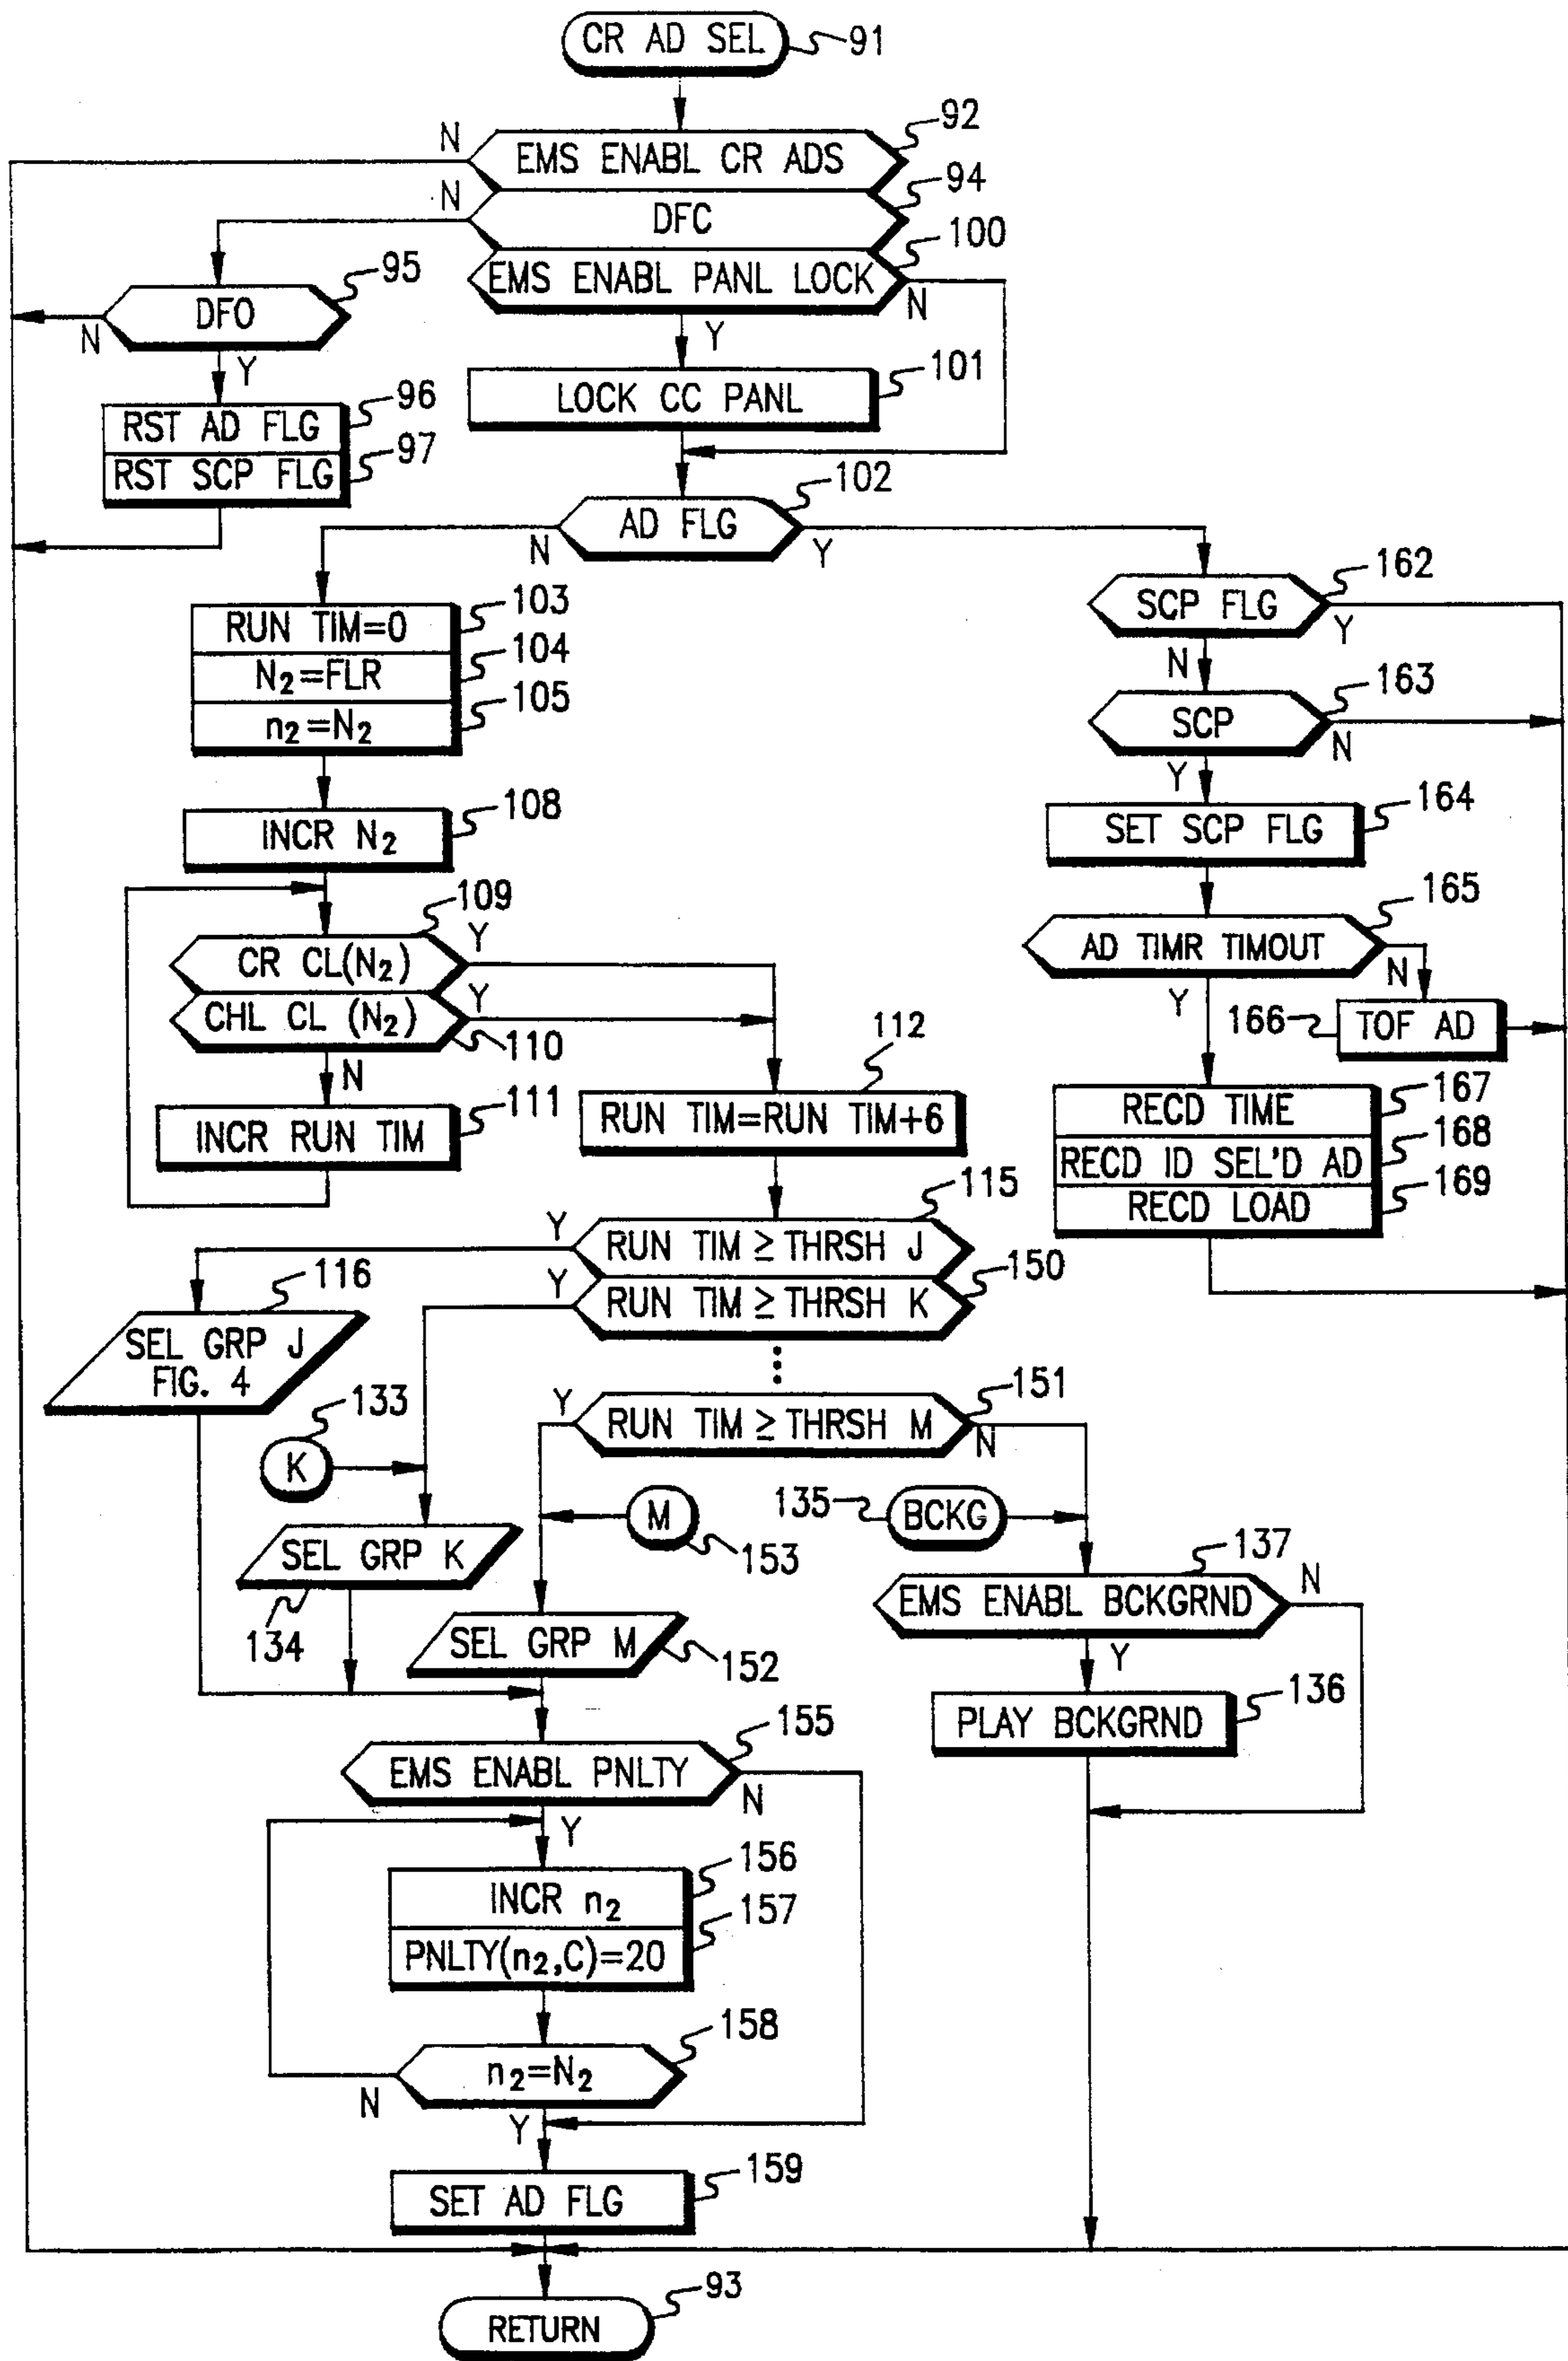 CR AD SEL 91
N EMS ENABL CR ADS 92
N DFC 94
EMS ENABL PANL LOCK 100
N
Y
DFO 95
N
Y
LOCK CC PANL 101
RST AD FLG 96
RST SCP FLG 97
AD FLG 102
N
Y
RUN TIM=0 103
N₂=FLR 104
n₂=N₂ 105
SCP FLG 162
Y
N
SCP 163
N
Y
INCR N₂ 108
SET SCP FLG 164
CR CL(N₂) 109
Y
CHL CL (N₂) 110
Y
N
AD TIMR TIMOUT 165
N
Y
166 TOF AD
INCR RUN TIM 111
RUN TIM=RUN TIM+6 112
RECD TIME 167
RECD ID SEL'D AD 168
RECD LOAD 169
Y RUN TIM ≥ THRSH J 115
Y RUN TIM ≥ THRSH K 150
SEL GRP J
FIG. 4
116
Y RUN TIM ≥ THRSH M 151
N
K 133
M 153
135 BCKG
SEL GRP K
134
EMS ENABL BCKGRND 137
N
Y
SEL GRP M 152
PLAY BCKGRND 136
EMS ENABL PNLTY 155
N
Y
INCR n₂ 156
PNLTY(n₂,C)=20 157
n₂=N₂ 158
N
Y
SET AD FLG 159
RETURN 93